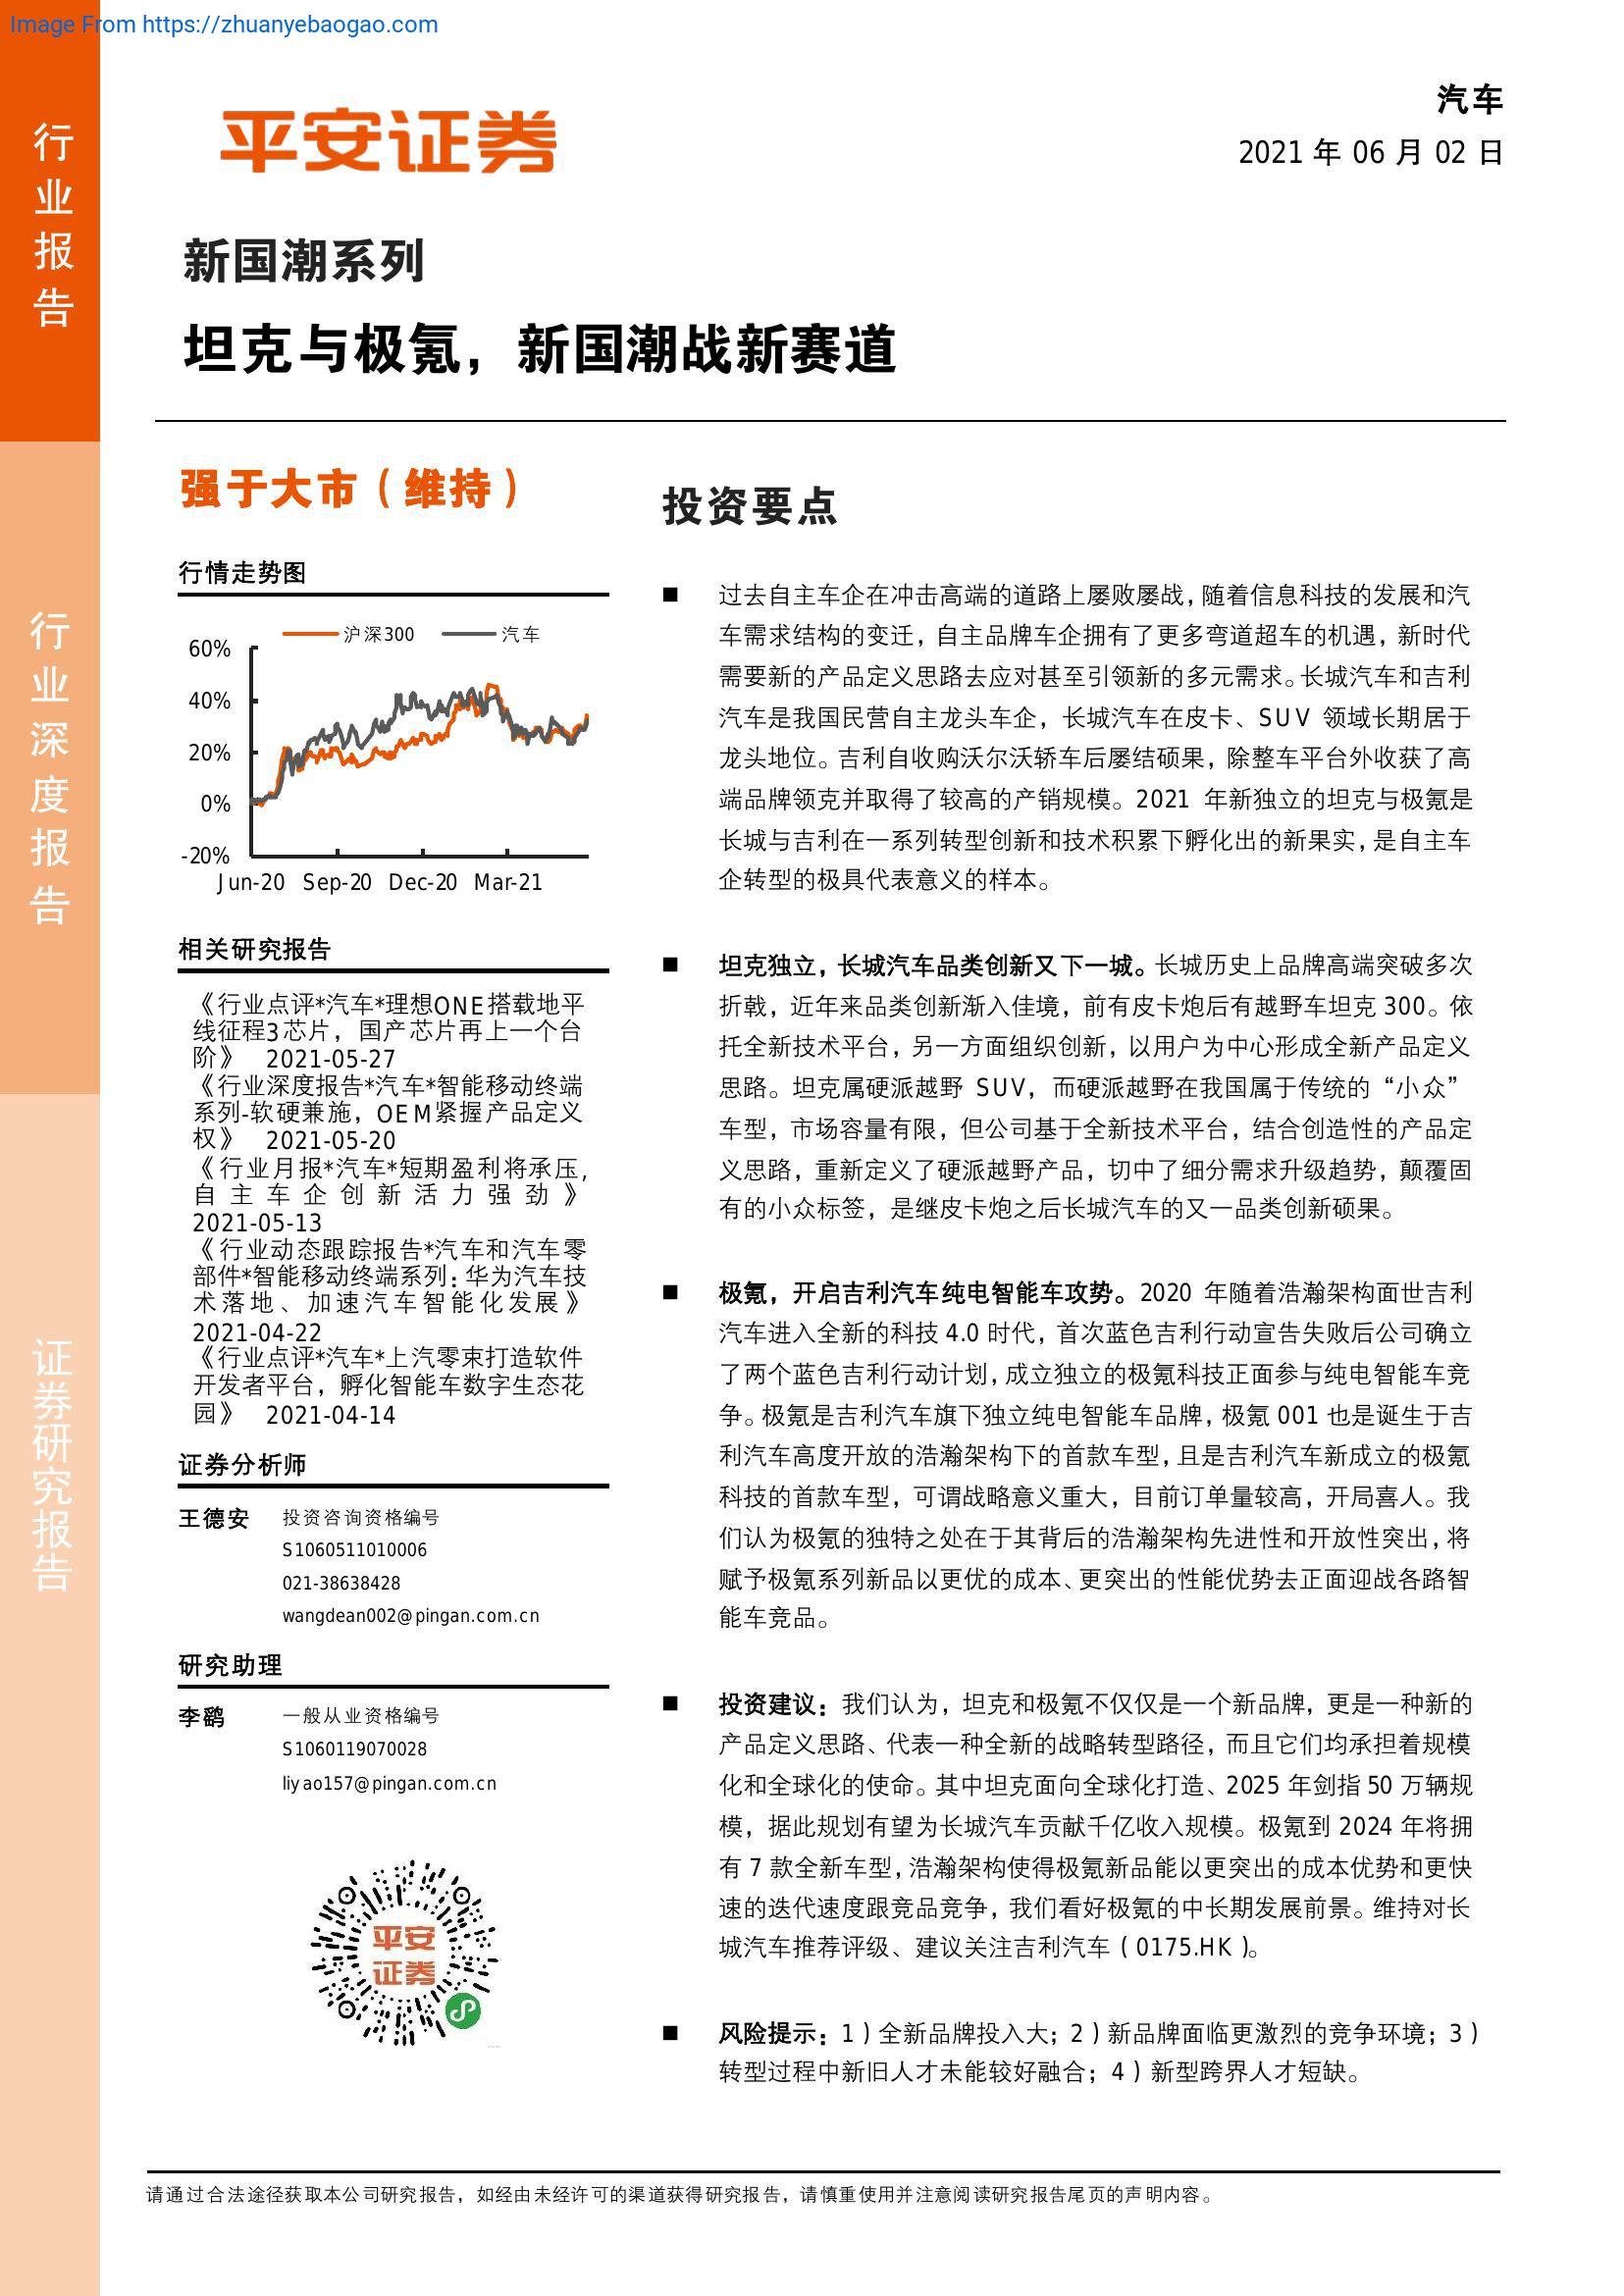 Image From https://zhuanyebaogao.com
行业报告
行业深度报告
证券研究报告
平安证券
汽车
2021 年 06 月 02 日
新国潮系列
坦克与极氪，新国潮战新赛道
强于大市（维持）
行情走势图
沪深300 汽车
60%
40%
20%
0%
-20%
Jun-20 Sep-20 Dec-20 Mar-21
相关研究报告
《行业点评*汽车*理想ONE搭载地平
线征程3芯片，国产芯片再上一个台
阶》 2021-05-27
《行业深度报告*汽车*智能移动终端
系列-软硬兼施，OEM紧握产品定义
权》 2021-05-20
《行业月报*汽车*短期盈利将承压，
自主车企创新活力强劲》
2021-05-13
《行业动态跟踪报告*汽车和汽车零
部件*智能移动终端系列：华为汽车技
术落地、加速汽车智能化发展》
2021-04-22
《行业点评*汽车*上汽零束打造软件
开发者平台，孵化智能车数字生态花
园》 2021-04-14
证券分析师
王德安 投资咨询资格编号
S1060511010006
021-38638428
wangdean002@pingan.com.cn
研究助理
李鹞 一般从业资格编号
S1060119070028
liyao157@pingan.com.cn
平安
证券
投资要点
■ 过去自主车企在冲击高端的道路上屡败屡战，随着信息科技的发展和汽
车需求结构的变迁，自主品牌车企拥有了更多弯道超车的机遇，新时代
需要新的产品定义思路去应对甚至引领新的多元需求。长城汽车和吉利
汽车是我国民营自主龙头车企，长城汽车在皮卡、SUV 领域长期居于
龙头地位。吉利自收购沃尔沃轿车后屡结硕果，除整车平台外收获了高
端品牌领克并取得了较高的产销规模。2021 年新独立的坦克与极氪是
长城与吉利在一系列转型创新和技术积累下孵化出的新果实，是自主车
企转型的极具代表意义的样本。
■ 坦克独立，长城汽车品类创新又下一城。长城历史上品牌高端突破多次
折戟，近年来品类创新渐入佳境，前有皮卡炮后有越野车坦克 300。依
托全新技术平台，另一方面组织创新，以用户为中心形成全新产品定义
思路。坦克属硬派越野 SUV，而硬派越野在我国属于传统的“小众”
车型，市场容量有限，但公司基于全新技术平台，结合创造性的产品定
义思路，重新定义了硬派越野产品，切中了细分需求升级趋势，颠覆固
有的小众标签，是继皮卡炮之后长城汽车的又一品类创新硕果。
■ 极氪，开启吉利汽车纯电智能车攻势。2020 年随着浩瀚架构面世吉利
汽车进入全新的科技 4.0 时代，首次蓝色吉利行动宣告失败后公司确立
了两个蓝色吉利行动计划，成立独立的极氪科技正面参与纯电智能车竞
争。极氪是吉利汽车旗下独立纯电智能车品牌，极氪 001 也是诞生于吉
利汽车高度开放的浩瀚架构下的首款车型，且是吉利汽车新成立的极氪
科技的首款车型，可谓战略意义重大，目前订单量较高，开局喜人。我
们认为极氪的独特之处在于其背后的浩瀚架构先进性和开放性突出，将
赋予极氪系列新品以更优的成本、更突出的性能优势去正面迎战各路智
能车竞品。
■ 投资建议：我们认为，坦克和极氪不仅仅是一个新品牌，更是一种新的
产品定义思路、代表一种全新的战略转型路径，而且它们均承担着规模
化和全球化的使命。其中坦克面向全球化打造、2025 年剑指 50 万辆规
模，据此规划有望为长城汽车贡献千亿收入规模。极氪到 2024 年将拥
有 7 款全新车型，浩瀚架构使得极氪新品能以更突出的成本优势和更快
速的迭代速度跟竞品竞争，我们看好极氪的中长期发展前景。维持对长
城汽车推荐评级、建议关注吉利汽车（0175.HK）。
■ 风险提示：1）全新品牌投入大；2）新品牌面临更激烈的竞争环境；3）
转型过程中新旧人才未能较好融合；4）新型跨界人才短缺。
请通过合法途径获取本公司研究报告，如经由未经许可的渠道获得研究报告，请慎重使用并注意阅读研究报告尾页的声明内容。